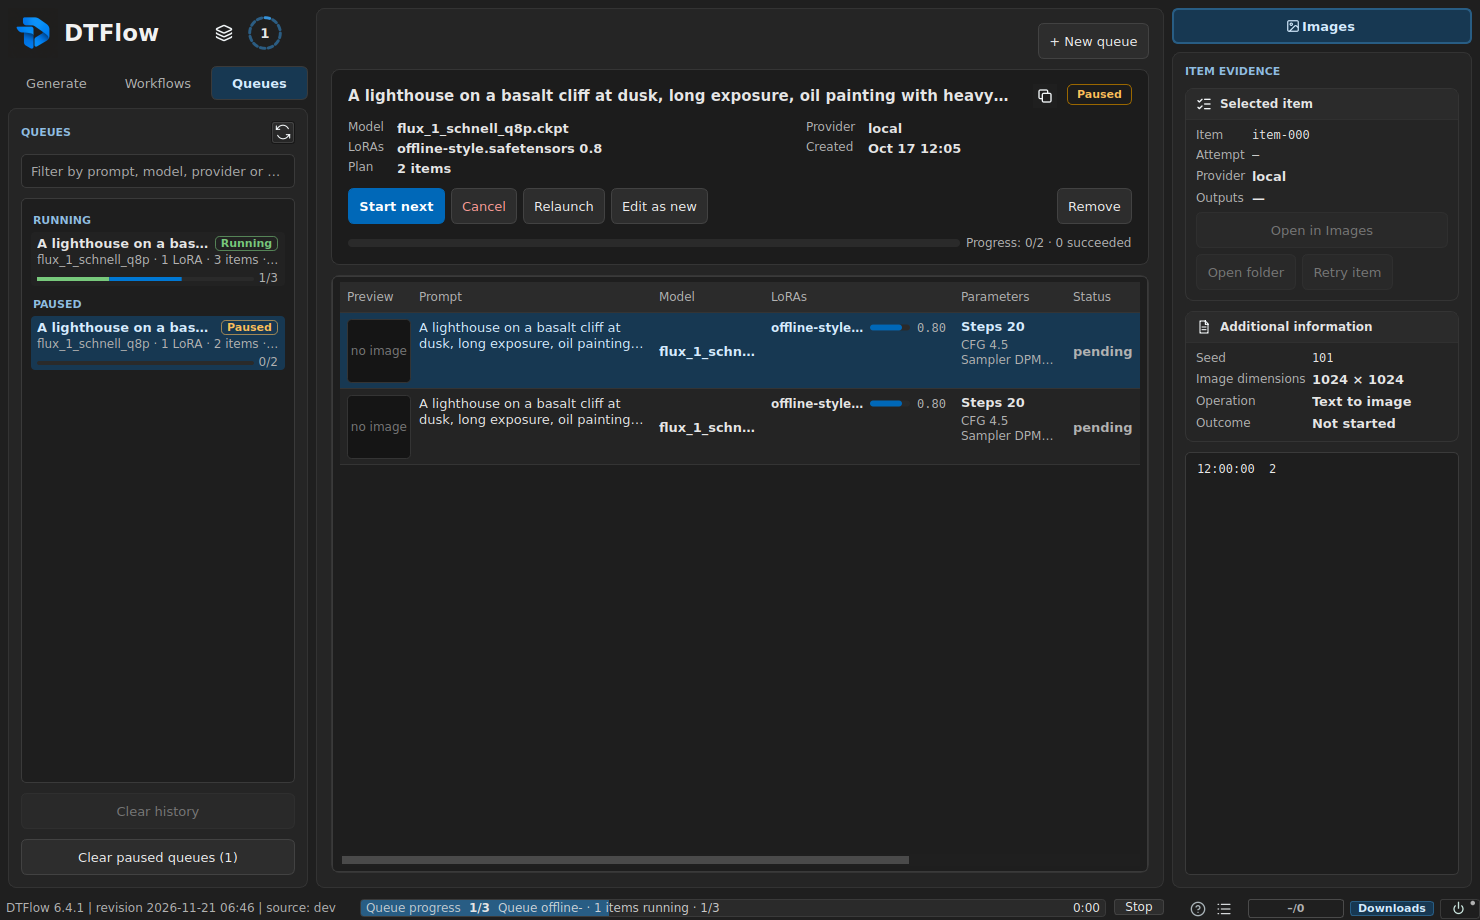 DTFlow
1
Generate
Workflows
Queues
QUEUES
Filter by prompt, model, provider or ...
RUNNING
A lighthouse on a bas...
Running
flux_1_schnell_q8p · 1 LoRA · 3 items ·...
1/3
PAUSED
A lighthouse on a bas...
Paused
flux_1_schnell_q8p · 1 LoRA · 2 items ·...
0/2
Clear history
Clear paused queues (1)
+ New queue
A lighthouse on a basalt cliff at dusk, long exposure, oil painting with heavy...
Paused
Model flux_1_schnell_q8p.ckpt
Provider local
LoRAs offline-style.safetensors 0.8
Created Oct 17 12:05
Plan 2 items
Start next
Cancel
Relaunch
Edit as new
Remove
Progress: 0/2 · 0 succeeded
Preview Prompt Model LoRAs Parameters Status
no image
A lighthouse on a basalt cliff at
dusk, long exposure, oil painting...
flux_1_schn...
offline-style... 0.80
Steps 20
CFG 4.5
Sampler DPM...
pending
no image
A lighthouse on a basalt cliff at
dusk, long exposure, oil painting...
flux_1_schn...
offline-style... 0.80
Steps 20
CFG 4.5
Sampler DPM...
pending
Images
ITEM EVIDENCE
Selected item
Item item-000
Attempt —
Provider local
Outputs —
Open in Images
Open folder
Retry item
Additional information
Seed 101
Image dimensions 1024 × 1024
Operation Text to image
Outcome Not started
12:00:00 2
DTFlow 6.4.1 | revision 2026-11-21 06:46 | source: dev
Queue progress 1/3 Queue offline- · 1 items running · 1/3
0:00
Stop
-/0
Downloads